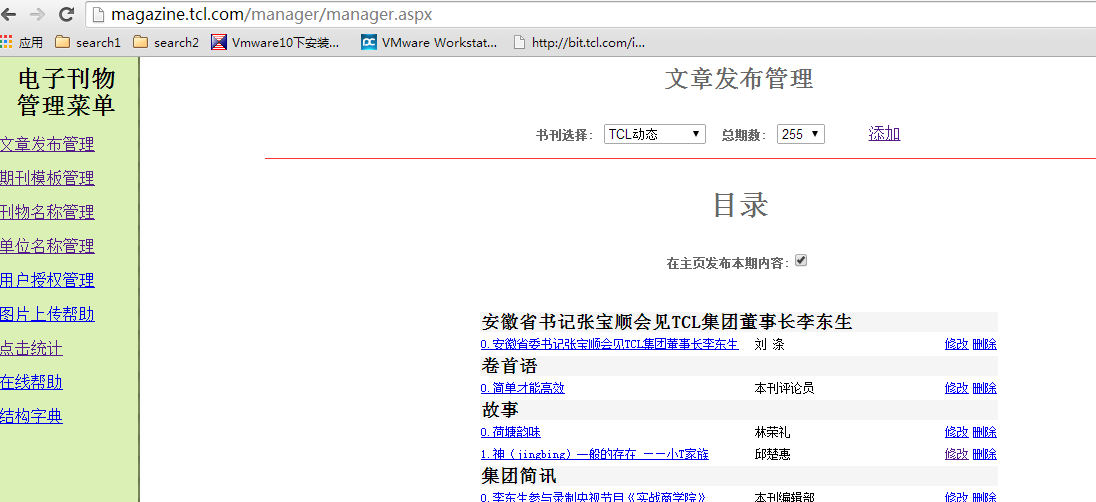 magazine.tcl.com/manager/manager.aspx
应用 search1 search2 Vmware10下安装... VMware Workstat... http://bit.tcl.com/i...
电子刊物
管理菜单
文章发布管理
期刊模板管理
刊物名称管理
单位名称管理
用户授权管理
图片上传帮助
点击统计
在线帮助
结构字典
文章发布管理
书刊选择: TCL动态 总期数: 255 添加
目录
在主页发布本期内容:
安徽省书记张宝顺会见TCL集团董事长李东生
0. 安徽省委书记张宝顺会见TCL集团董事长李东生 刘 涤 修改 删除
卷首语
0. 简单才能高效 本刊评论员 修改 删除
故事
0. 荷塘韵味 林荣礼 修改 删除
1. 神（jingbing）一般的存在 －－小T家族 邱楚惠 修改 删除
集团简讯
0. 李东生参与录制央视节目《实战商学院》 本刊编辑部 修改 删除